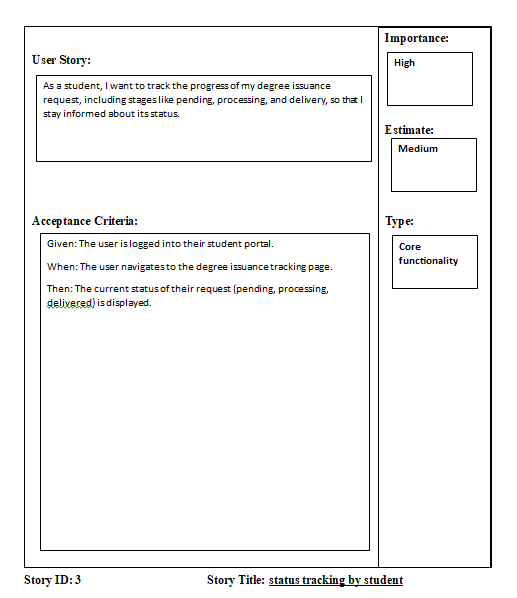 User Story:
As a student, I want to track the progress of my degree issuance
request, including stages like pending, processing, and delivery, so that I
stay informed about its status.
Acceptance Criteria:
Given: The user is logged into their student portal.
When: The user navigates to the degree issuance tracking page.
Then: The current status of their request (pending, processing,
delivered) is displayed.
Importance:
High
Estimate:
Medium
Type:
Core
functionality
Story ID: 3
Story Title: status tracking by student